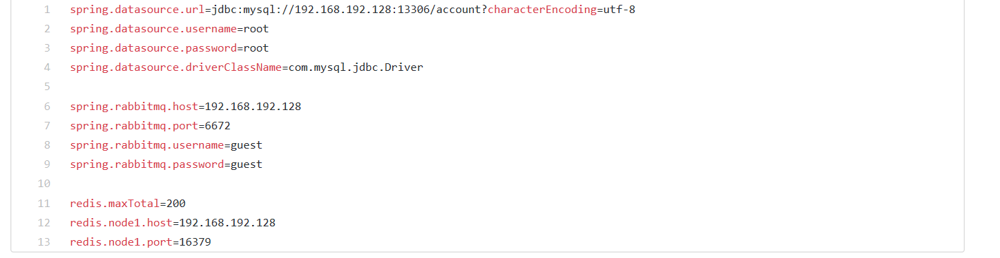 1 spring.datasource.url=jdbc:mysql://192.168.192.128:13306/account?characterEncoding=utf-8
2 spring.datasource.username=root
3 spring.datasource.password=root
4 spring.datasource.driverClassName=com.mysql.jdbc.Driver
5
6 spring.rabbitmq.host=192.168.192.128
7 spring.rabbitmq.port=6672
8 spring.rabbitmq.username=guest
9 spring.rabbitmq.password=guest
10
11 redis.maxTotal=200
12 redis.node1.host=192.168.192.128
13 redis.node1.port=16379